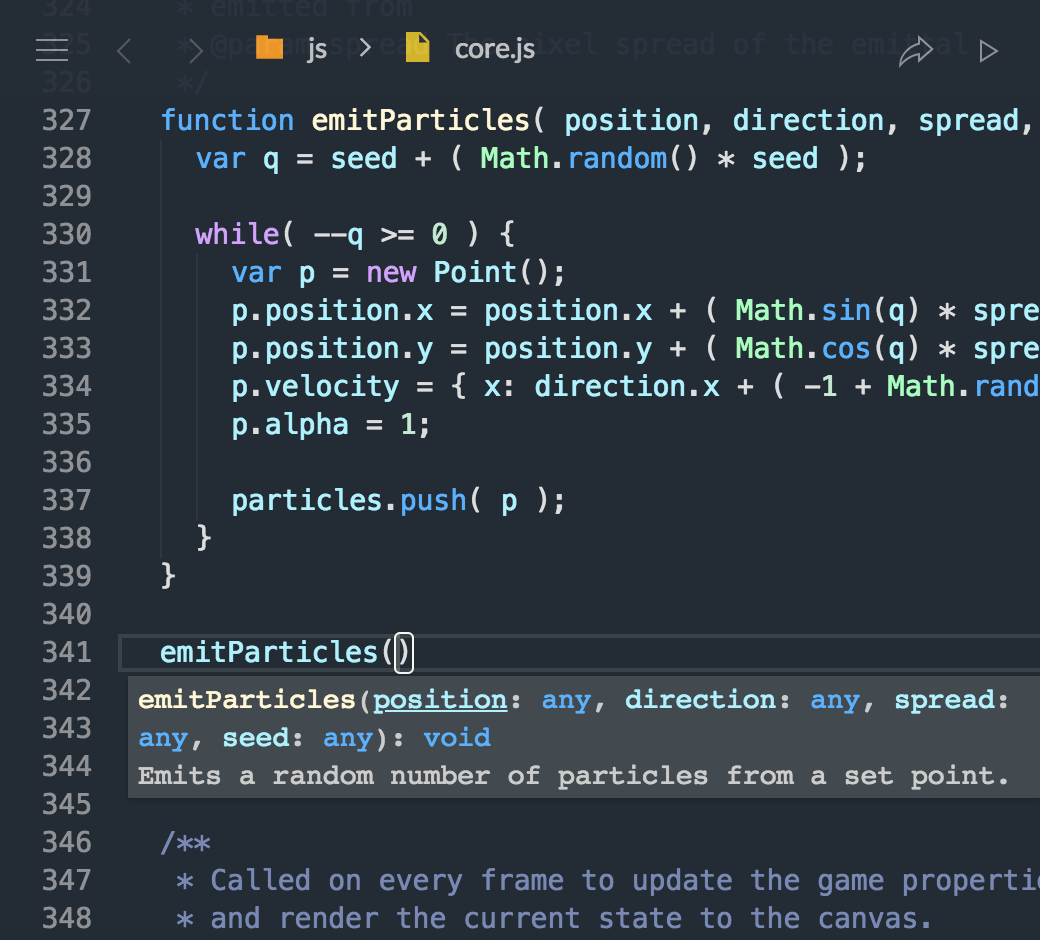 324 * emitted from
325 * @param spread The pixel spread of the emittal
js core.js
326 */
327 function emitParticles( position, direction, spread,
328 var q = seed + ( Math.random() * seed );
329
330 while( --q >= 0 ) {
331 var p = new Point();
332 p.position.x = position.x + ( Math.sin(q) * spre
333 p.position.y = position.y + ( Math.cos(q) * spre
334 p.velocity = { x: direction.x + ( -1 + Math.rand
335 p.alpha = 1;
336
337 particles.push( p );
338 }
339 }
340
341 emitParticles()
342 emitParticles(position: any, direction: any, spread:
343 any, seed: any): void
344 Emits a random number of particles from a set point.
345
346 /**
347 * Called on every frame to update the game properti
348 * and render the current state to the canvas.